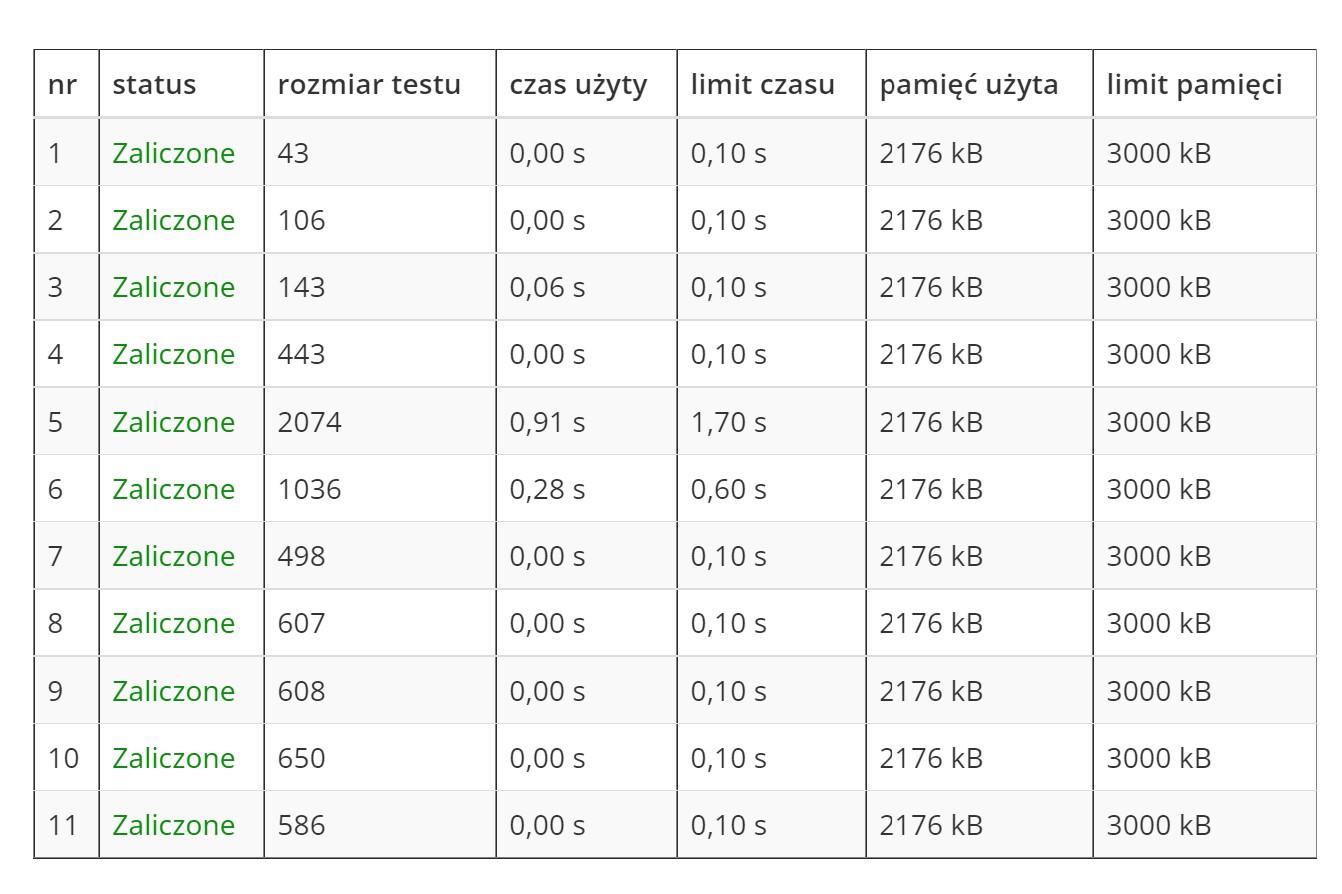 nr status rozmiar testu czas użyty limit czasu pamięć użyta limit pamięci
1 Zaliczone 43 0,00 s 0,10 s 2176 kB 3000 kB
2 Zaliczone 106 0,00 s 0,10 s 2176 kB 3000 kB
3 Zaliczone 143 0,06 s 0,10 s 2176 kB 3000 kB
4 Zaliczone 443 0,00 s 0,10 s 2176 kB 3000 kB
5 Zaliczone 2074 0,91 s 1,70 s 2176 kB 3000 kB
6 Zaliczone 1036 0,28 s 0,60 s 2176 kB 3000 kB
7 Zaliczone 498 0,00 s 0,10 s 2176 kB 3000 kB
8 Zaliczone 607 0,00 s 0,10 s 2176 kB 3000 kB
9 Zaliczone 608 0,00 s 0,10 s 2176 kB 3000 kB
10 Zaliczone 650 0,00 s 0,10 s 2176 kB 3000 kB
11 Zaliczone 586 0,00 s 0,10 s 2176 kB 3000 kB